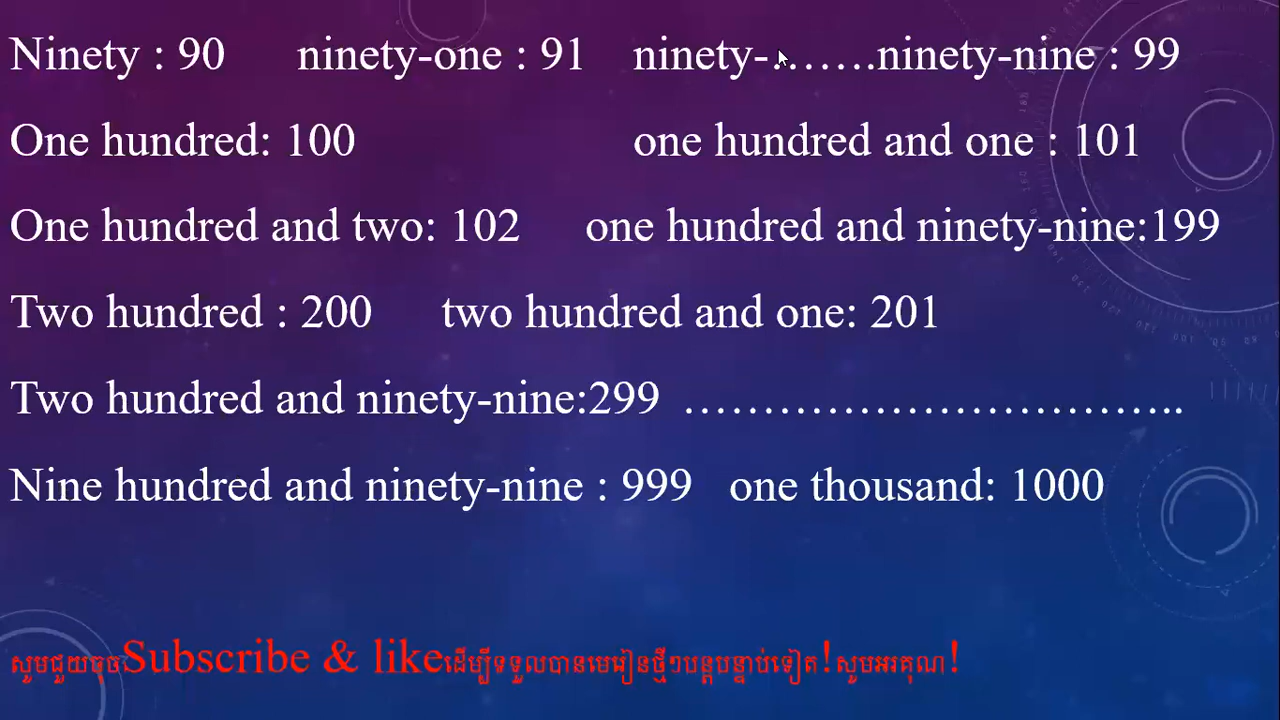 Ninety : 90 ninety-one : 91 ninety-.……ninety-nine : 99
One hundred: 100 one hundred and one : 101
One hundred and two: 102 one hundred and ninety-nine:199
Two hundred : 200 two hundred and one: 201
Two hundred and ninety-nine:299 ……………………………..
Nine hundred and ninety-nine : 999 one thousand: 1000
សូមជួយចុចSubscribe & likeដើម្បីទទួលបានមេរៀនថ្មីៗបន្តបន្ទាប់ទៀត!សូមអរគុណ!